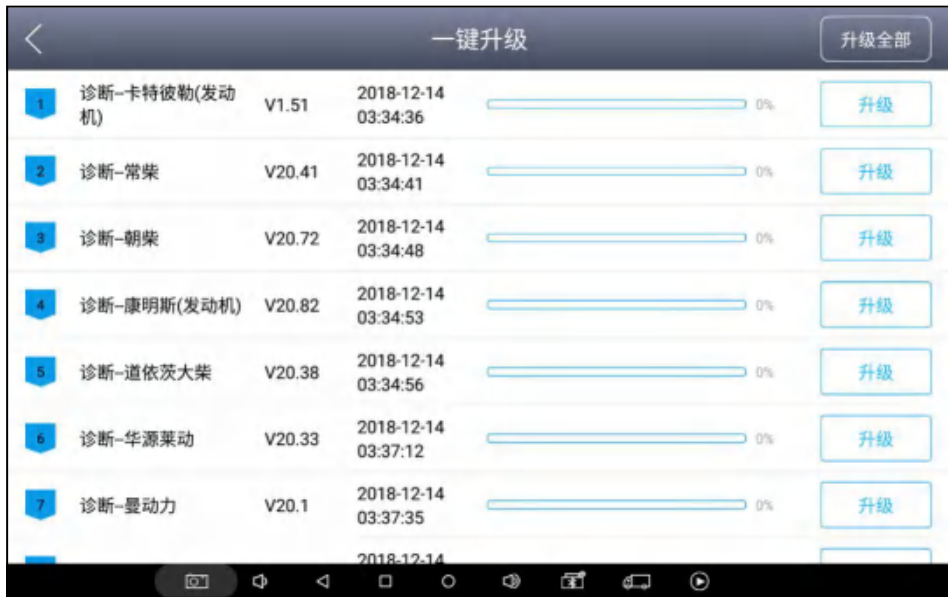 一键升级
升级全部
1
诊断–卡特彼勒(发动
机)
V1.51
2018-12-14
03:34:36
0%
升级
2
诊断–常柴
V20.41
2018-12-14
03:34:41
0%
升级
3
诊断–朝柴
V20.72
2018-12-14
03:34:48
0%
升级
4
诊断–康明斯(发动机)
V20.82
2018-12-14
03:34:53
0%
升级
5
诊断–道依茨大柴
V20.38
2018-12-14
03:34:56
0%
升级
6
诊断–华源莱动
V20.33
2018-12-14
03:37:12
0%
升级
7
诊断–曼动力
V20.1
2018-12-14
03:37:35
0%
升级
2018-12-14